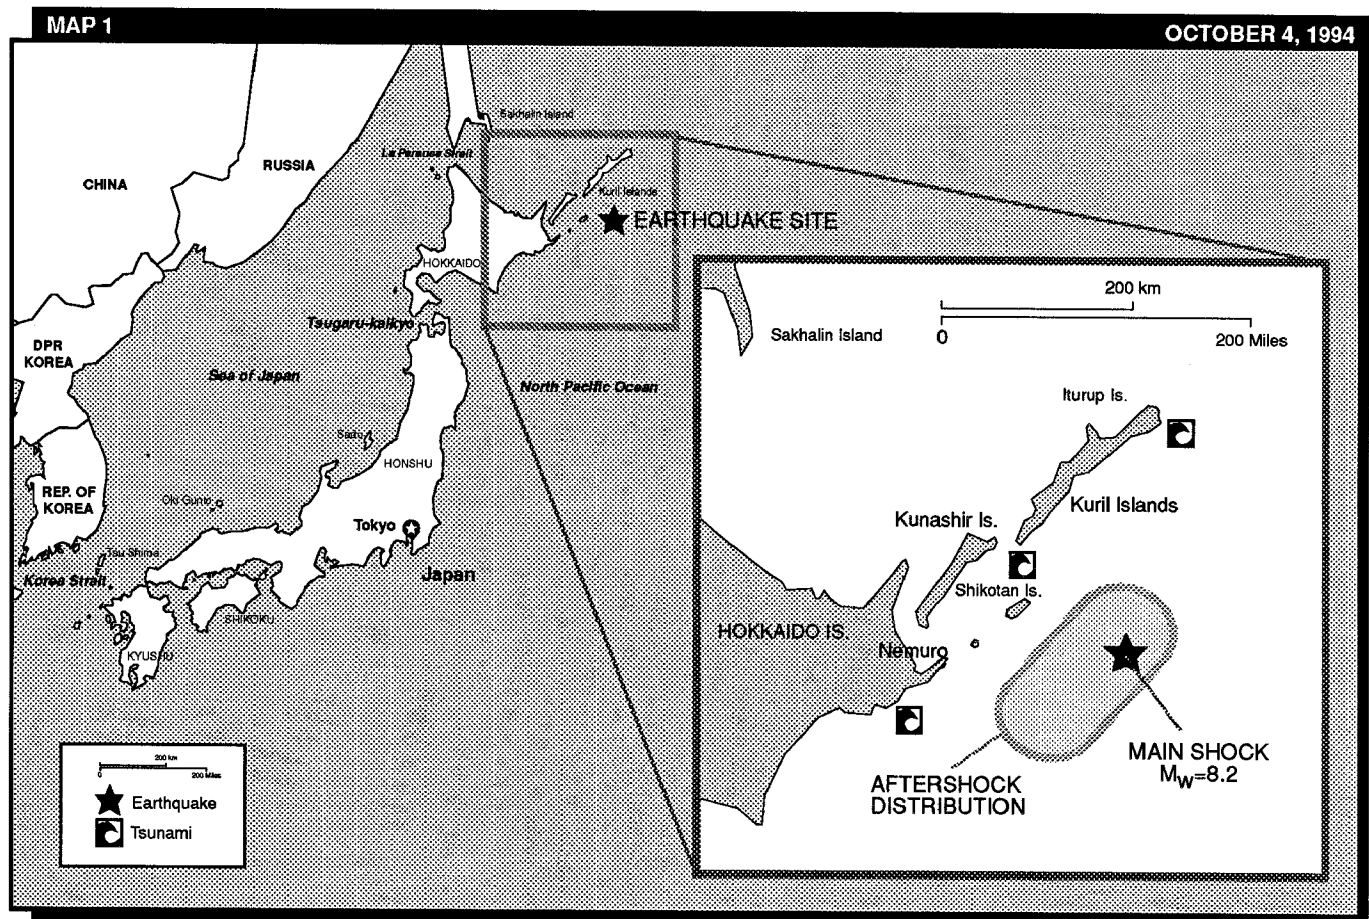 MAP 1
OCTOBER 4, 1994
Sakhalin Island
La Perouse Strait
RUSSIA
CHINA
Kuril Islands
EARTHQUAKE SITE
HOKKAIDO
Tsugaru-kaikyo
DPR
KOREA
Sea of Japan
North Pacific Ocean
Sado
HONSHU
REP. OF
KOREA
Oki Gunto
Tokyo
Tsu Shima
Korea Strait
Japan
SHIKOKU
KYUSHU
200 km
0
200 Miles
Earthquake
Tsunami
200 km
0
200 Miles
Sakhalin Island
Iturup Is.
Kuril Islands
Kunashir Is.
Shikotan Is.
HOKKAIDO IS.
Nemuro
MAIN SHOCK
Mw=8.2
AFTERSHOCK
DISTRIBUTION